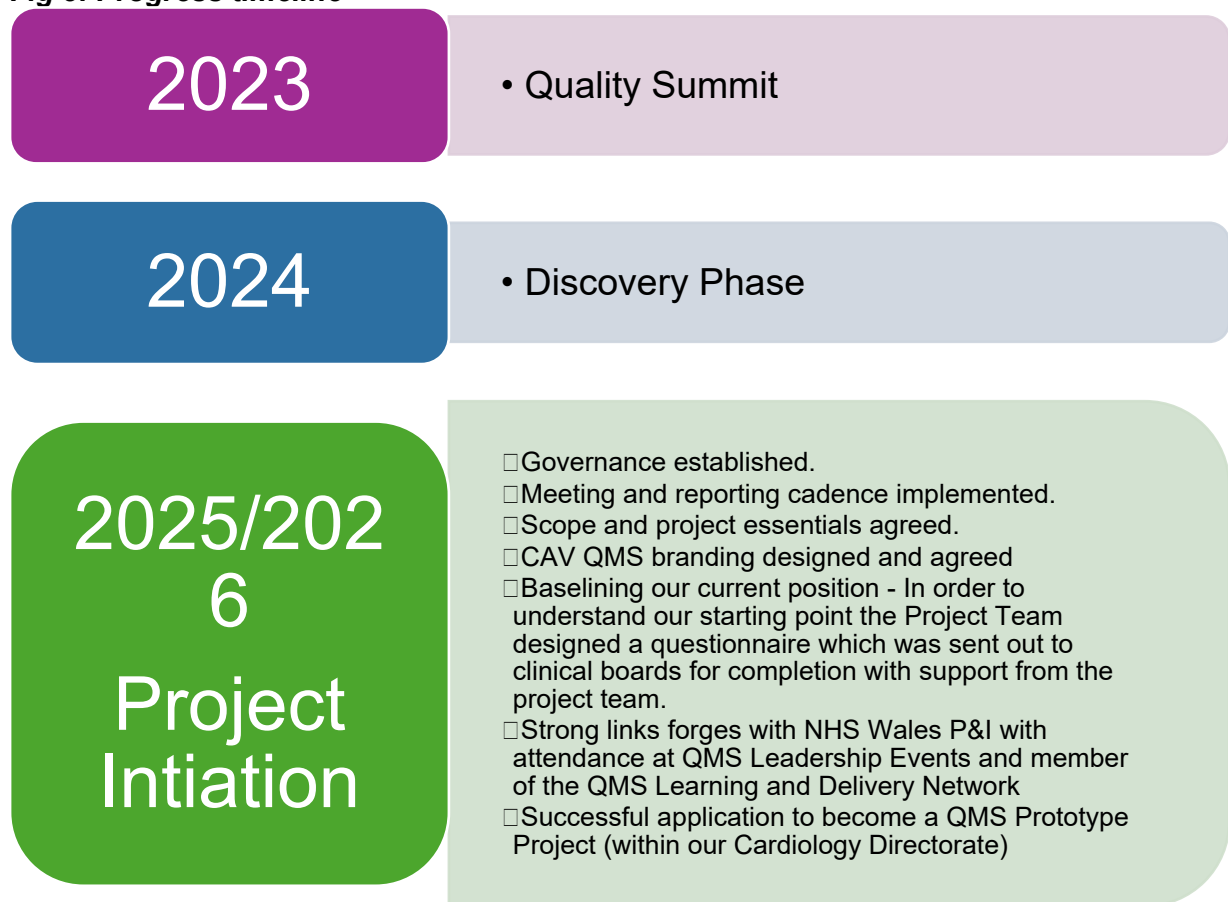 Fig 3: Progress timeline
2023
• Quality Summit
2024
• Discovery Phase
2025/202
6
Project
Intiation
□Governance established.
□Meeting and reporting cadence implemented.
□Scope and project essentials agreed.
□CAV QMS branding designed and agreed
□Baselining our current position - In order to
understand our starting point the Project Team
designed a questionnaire which was sent out to
clinical boards for completion with support from the
project team.
□Strong links forges with NHS Wales P&I with
attendance at QMS Leadership Events and member
of the QMS Learning and Delivery Network
□Successful application to become a QMS Prototype
Project (within our Cardiology Directorate)